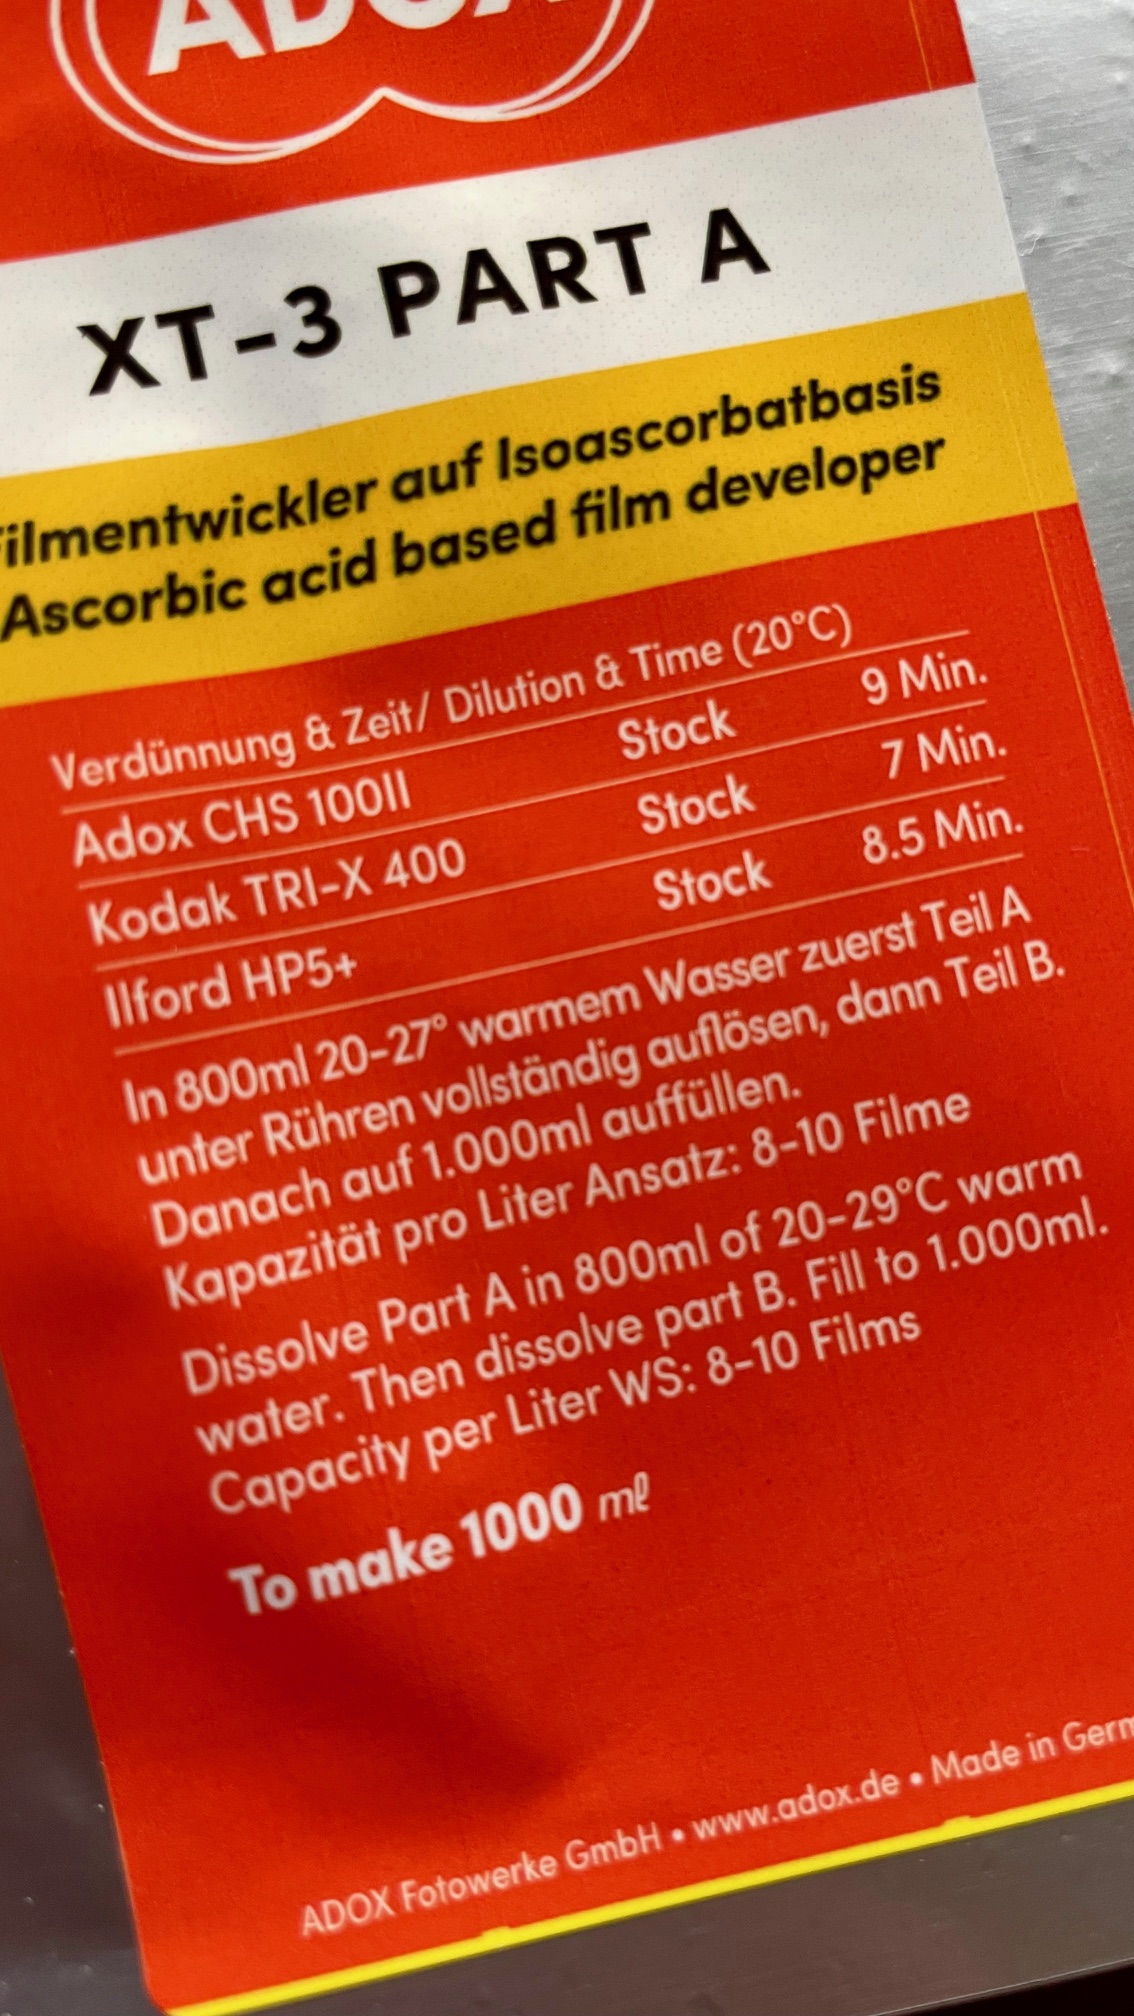 ADOX
XT-3 PART A
Filmentwickler auf Isoascorbatbasis
Ascorbic acid based film developer
Verdünnung & Zeit/ Dilution & Time (20°C)
Adox CHS 100II Stock 9 Min.
Kodak TRI-X 400 Stock 7 Min.
Ilford HP5+ Stock 8.5 Min.
In 800ml 20-27° warmem Wasser zuerst Teil A
unter Rühren vollständig auflösen, dann Teil B.
Danach auf 1.000ml auffüllen.
Kapazität pro Liter Ansatz: 8-10 Filme
Dissolve Part A in 800ml of 20-29°C warm
water. Then dissolve part B. Fill to 1.000ml.
Capacity per Liter WS: 8-10 Films
To make 1000 ml
ADOX Fotowerke GmbH • www.adox.de • Made in Germ